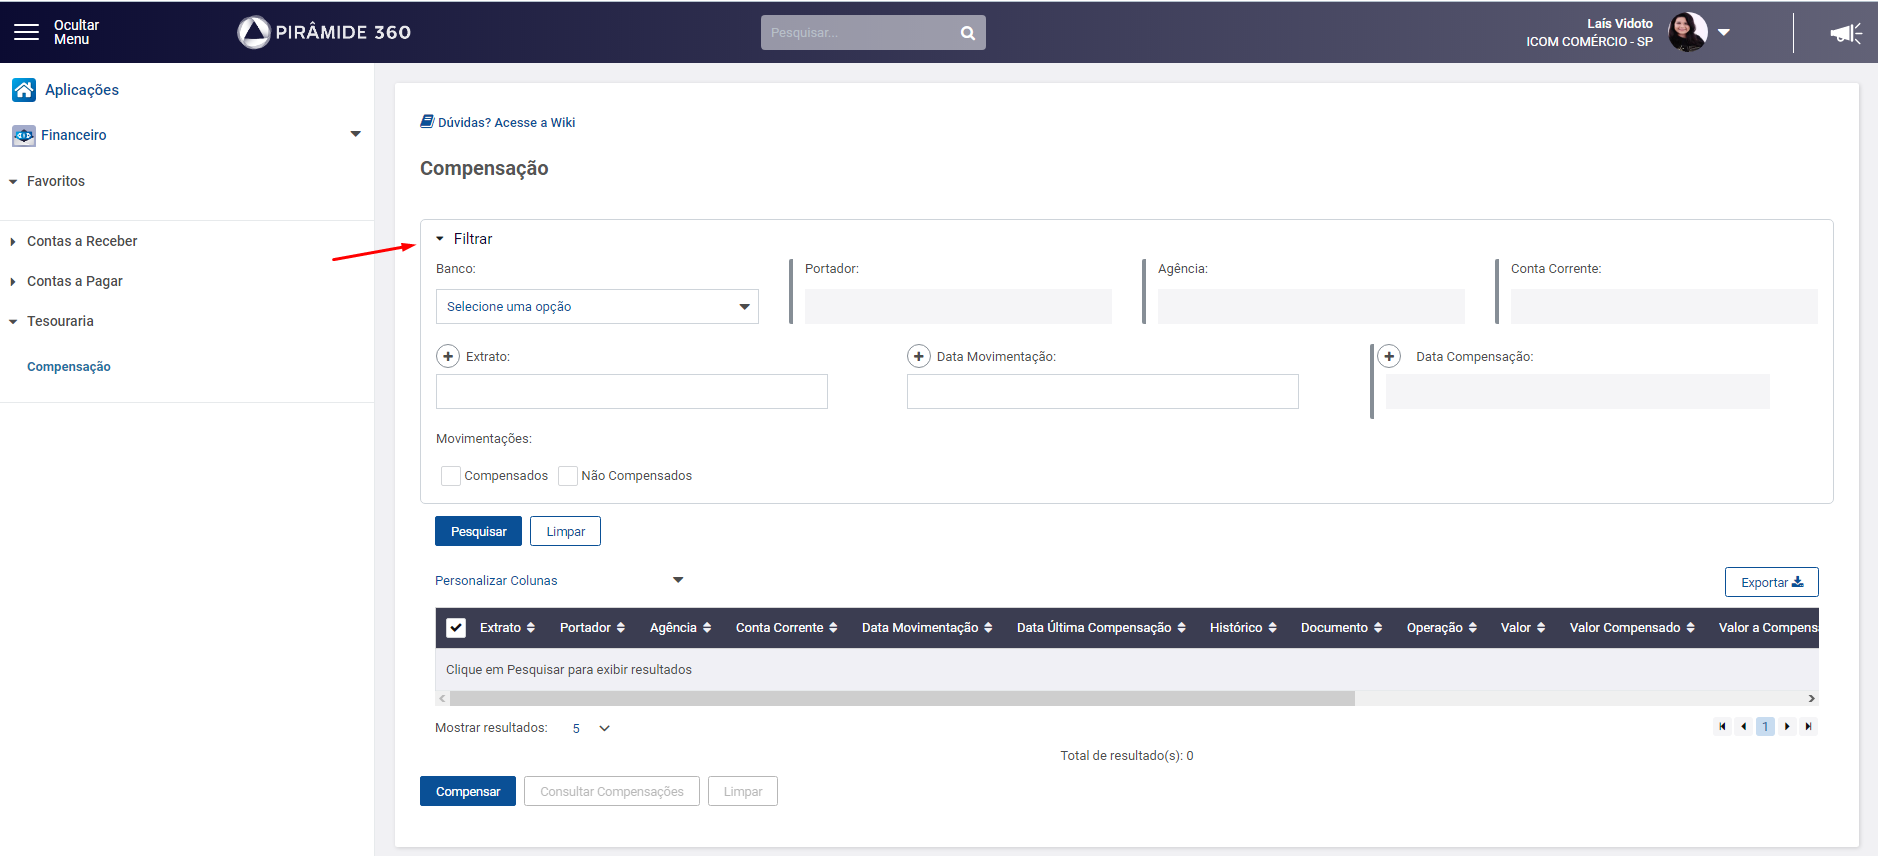 Ocultar
Menu
PIRÂMIDE 360
Pesquisar...
Laís Vidoto
ICOM COMÉRCIO - SP
Aplicações
Financeiro
Favoritos
Contas a Receber
Contas a Pagar
Tesouraria
Compensação
Dúvidas? Acesse a Wiki
Compensação
Filtrar
Banco:
Portador:
Agência:
Conta Corrente:
Selecione uma opção
Extrato:
Data Movimentação:
Data Compensação:
Movimentações:
Compensados
Não Compensados
Pesquisar
Limpar
Personalizar Colunas
Exportar
Extrato Portador Agência Conta Corrente Data Movimentação Data Última Compensação Histórico Documento Operação Valor Valor Compensado Valor a Compens
Clique em Pesquisar para exibir resultados
Mostrar resultados: 5
1
Total de resultado(s): 0
Compensar
Consultar Compensações
Limpar